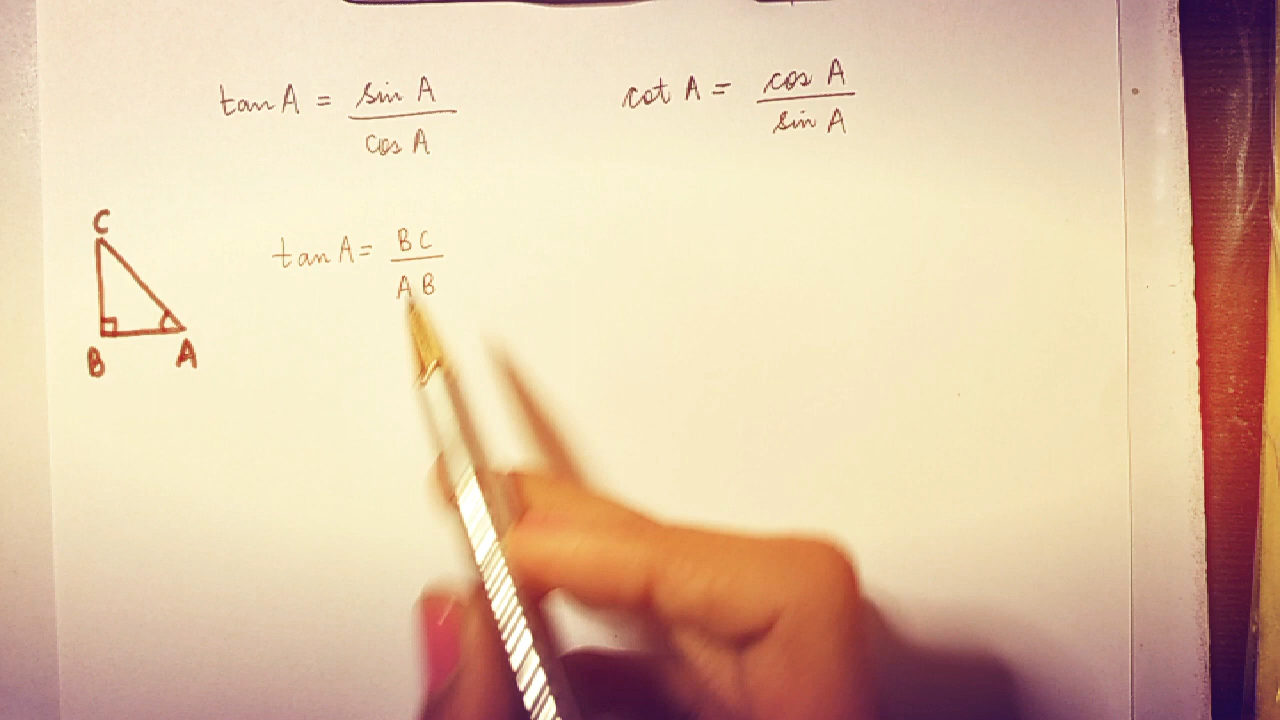 tan A = sin A / cos A
cot A = cos A / sin A
C
tan A = BC / AB
B A